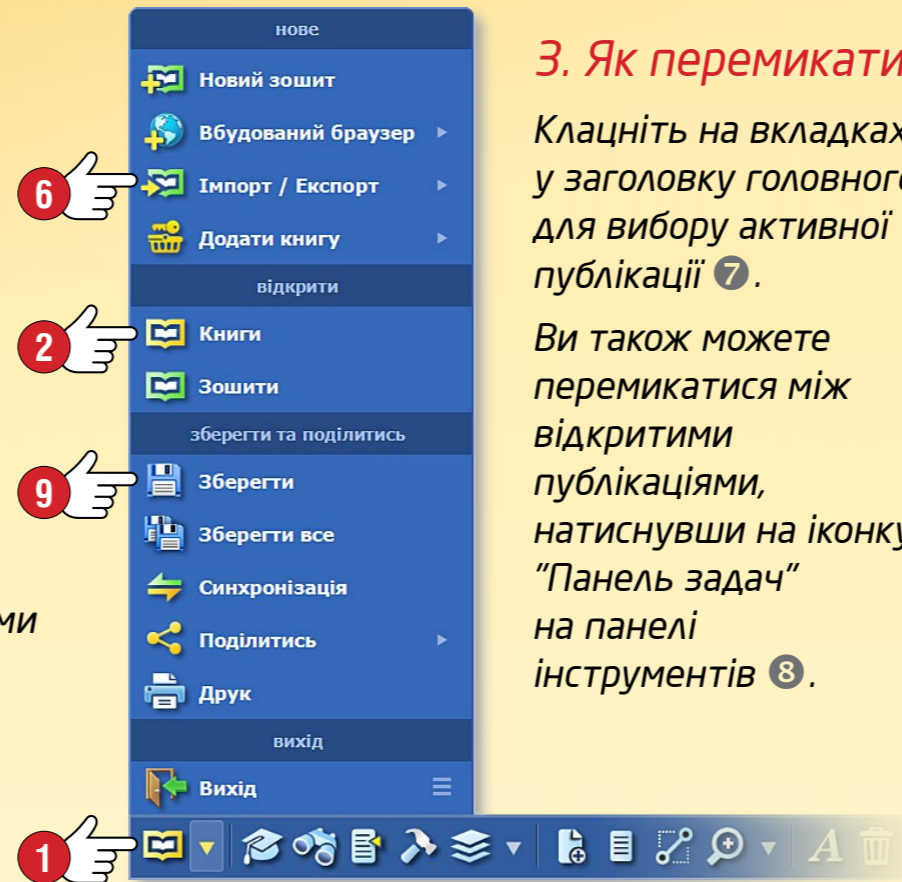 нове
Новий зошит
Вбудований браузер
6
Імпорт / Експорт
Додати книгу
відкрити
2
Книги
Зошити
зберегти та поділитись
9
Зберегти
Зберегти все
Синхронізація
Поділитись
Друк
вихід
Вихід
1
A
ми
3. Як перемикати
Клацніть на вкладках
у заголовку головного
для вибору активної
публікації 7.
Ви також можете
перемикатися між
відкритими
публікаціями,
натиснувши на іконку
"Панель задач"
на панелі
інструментів 8.